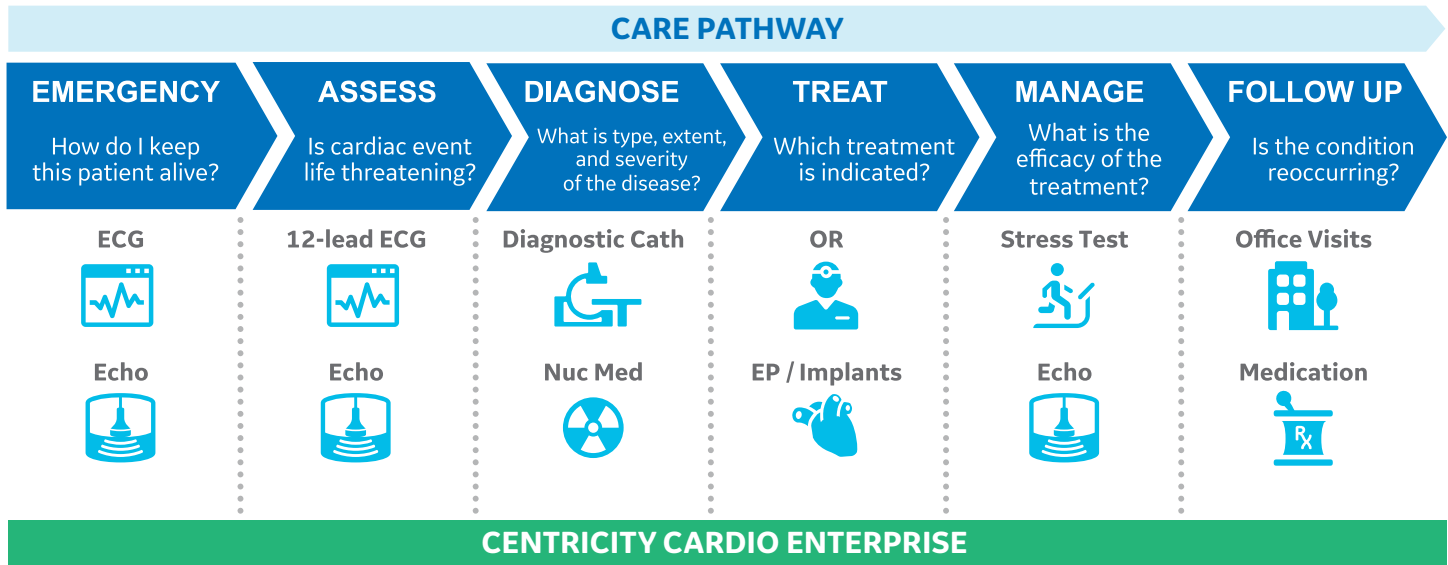 CARE PATHWAY
EMERGENCY
How do I keep
this patient alive?
ASSESS
Is cardiac event
life threatening?
DIAGNOSE
What is type, extent,
and severity
of the disease?
TREAT
Which treatment
is indicated?
MANAGE
What is the
efficacy of the
treatment?
FOLLOW UP
Is the condition
reoccurring?
ECG
12-lead ECG
Diagnostic Cath
OR
Stress Test
Office Visits
Echo
Echo
Nuc Med
EP / Implants
Echo
Medication
Rx
CENTRICITY CARDIO ENTERPRISE